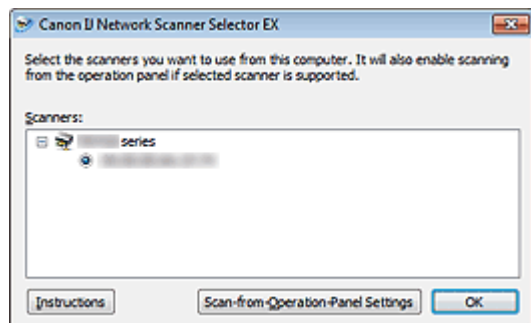 Canon IJ Network Scanner Selector EX
Select the scanners you want to use from this computer. It will also enable scanning
from the operation panel if selected scanner is supported.
Scanners:
series
Instructions
Scan-from-Operation-Panel Settings
OK